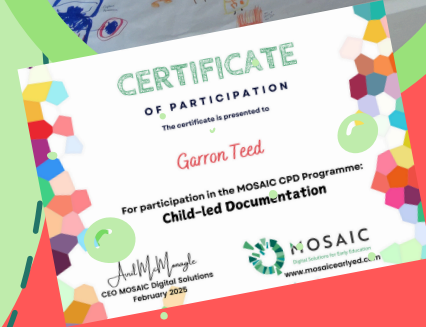 CERTIFICATE
OF PARTICIPATION
The certificate is presented to
Garron Teed
For participation in the MOSAIC CPD Programme:
Child-led Documentation
CEO MOSAIC Digital Solutions
February 2025
MOSAIC
Digital Solutions for Early Education
www.mosaicearlyed.com